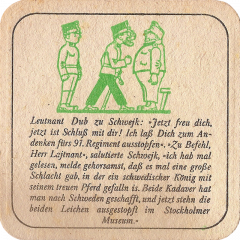 Leutnant Dub zu Schwejk: »Jetzt freu dich,
jetzt ist Schluß mit dir! Ich laß Dich zum An-
denken fürs 91. Regiment ausstopfen«. »Zu Befehl,
Herr Lajtnant«, salutierte Schwejk, »ich hab mal
gelesen, melde gehorsamst, daß es mal eine große
Schlacht gab, in der ein schwedischer König mit
seinem treuen Pferd gefalln is. Beide Kadaver hat
man nach Schweden geschafft, und jetzt stehn die
beiden Leichen ausgestopft im Stockholmer
Museum.«